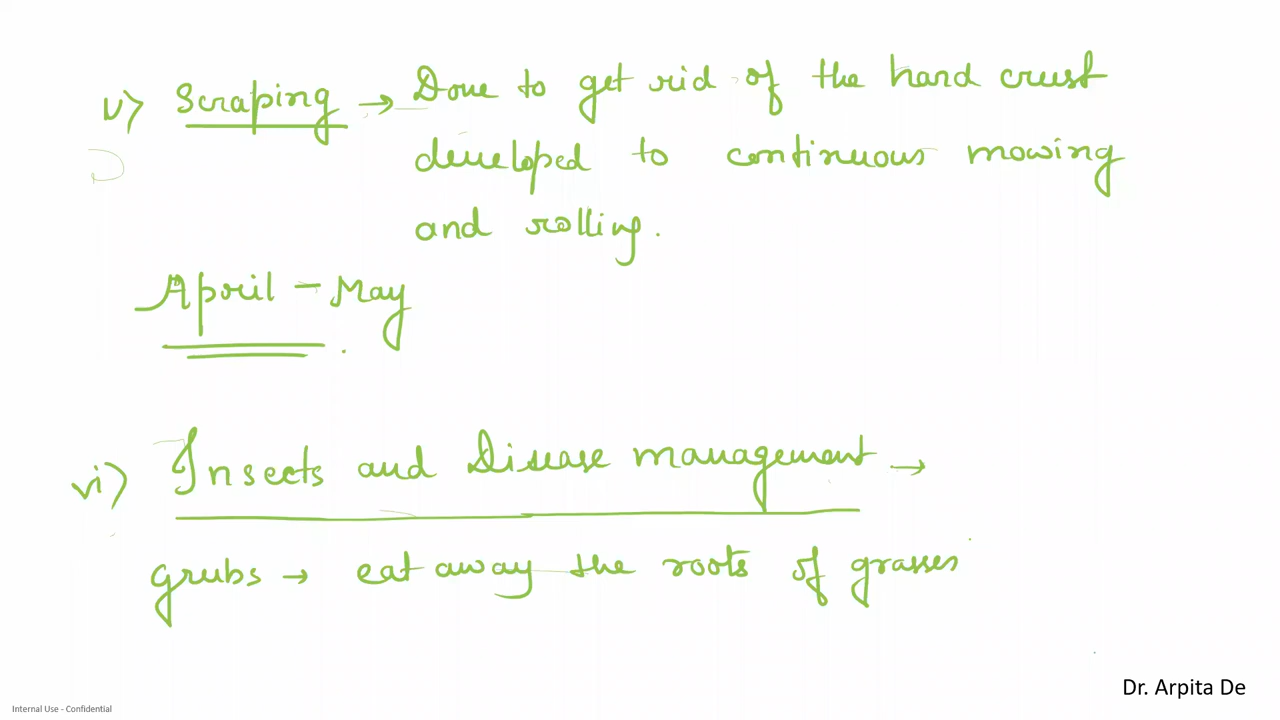 v) Scraping → Done to get rid of the hard crust
developed to continuous mowing
and rolling.
April - May
vi) Insects and Disease management →
grubs → eat away the roots of grasses
Dr. Arpita De
Internal Use - Confidential